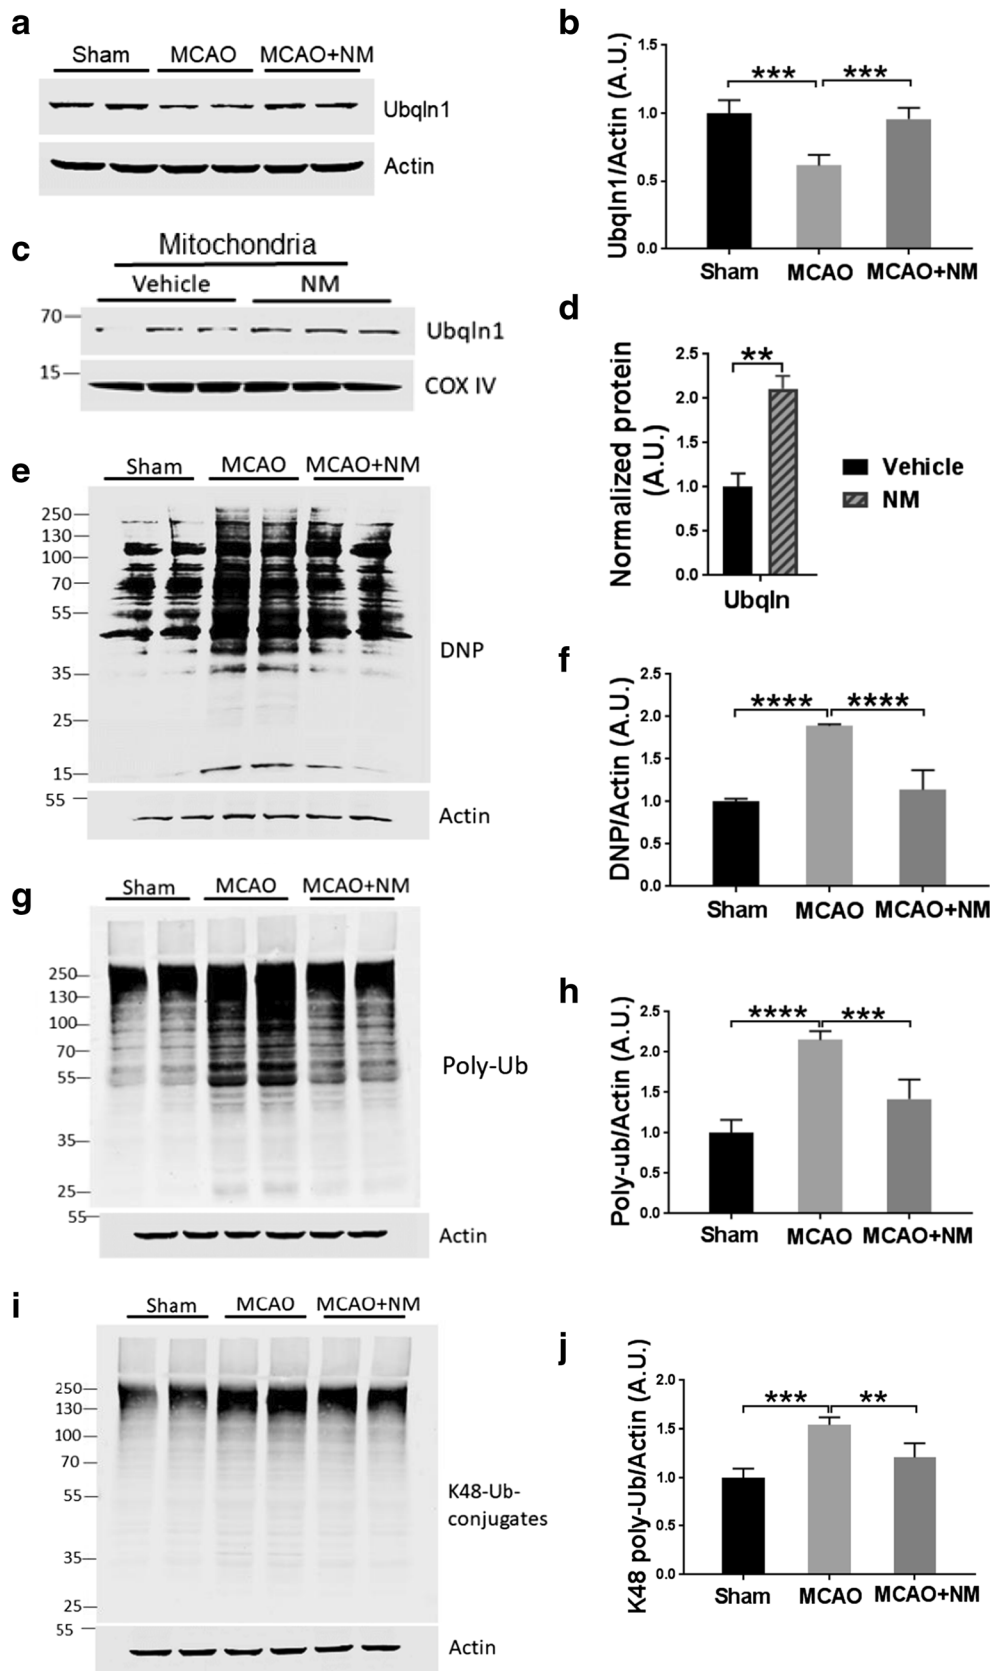 a
Sham MCAO MCAO+NM
Ubqln1
Actin
b
Ubqln1/Actin (A.U.)
1.5
1.0
0.5
0.0
***
***
Sham MCAO MCAO+NM
c
Mitochondria
Vehicle NM
70
Ubqln1
15
COX IV
d
Normalized protein
(A.U.)
2.5
2.0
1.5
1.0
0.5
0.0
**
Ubqln
Vehicle
NM
e
Sham MCAO MCAO+NM
250
130
100
70
55
35
25
15
DNP
55
Actin
f
DNP/Actin (A.U.)
2.5
2.0
1.5
1.0
0.5
0.0
****
****
Sham MCAO MCAO+NM
g
Sham MCAO MCAO+NM
250
130
100
70
55
35
25
Poly-Ub
55
Actin
h
Poly-ub/Actin (A.U.)
2.5
2.0
1.5
1.0
0.5
0.0
****
***
Sham MCAO MCAO+NM
i
Sham MCAO MCAO+NM
250
130
100
70
55
35
25
K48-Ub-
conjugates
55
Actin
j
K48 poly-Ub/Actin (A.U.)
2.0
1.5
1.0
0.5
0.0
***
**
Sham MCAO MCAO+NM